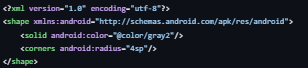 <?xml version="1.0" encoding="utf-8"?>
<shape xmlns:android="http://schemas.android.com/apk/res/android">
    <solid android:color="@color/gray2"/>
    <corners android:radius="4sp"/>
</shape>